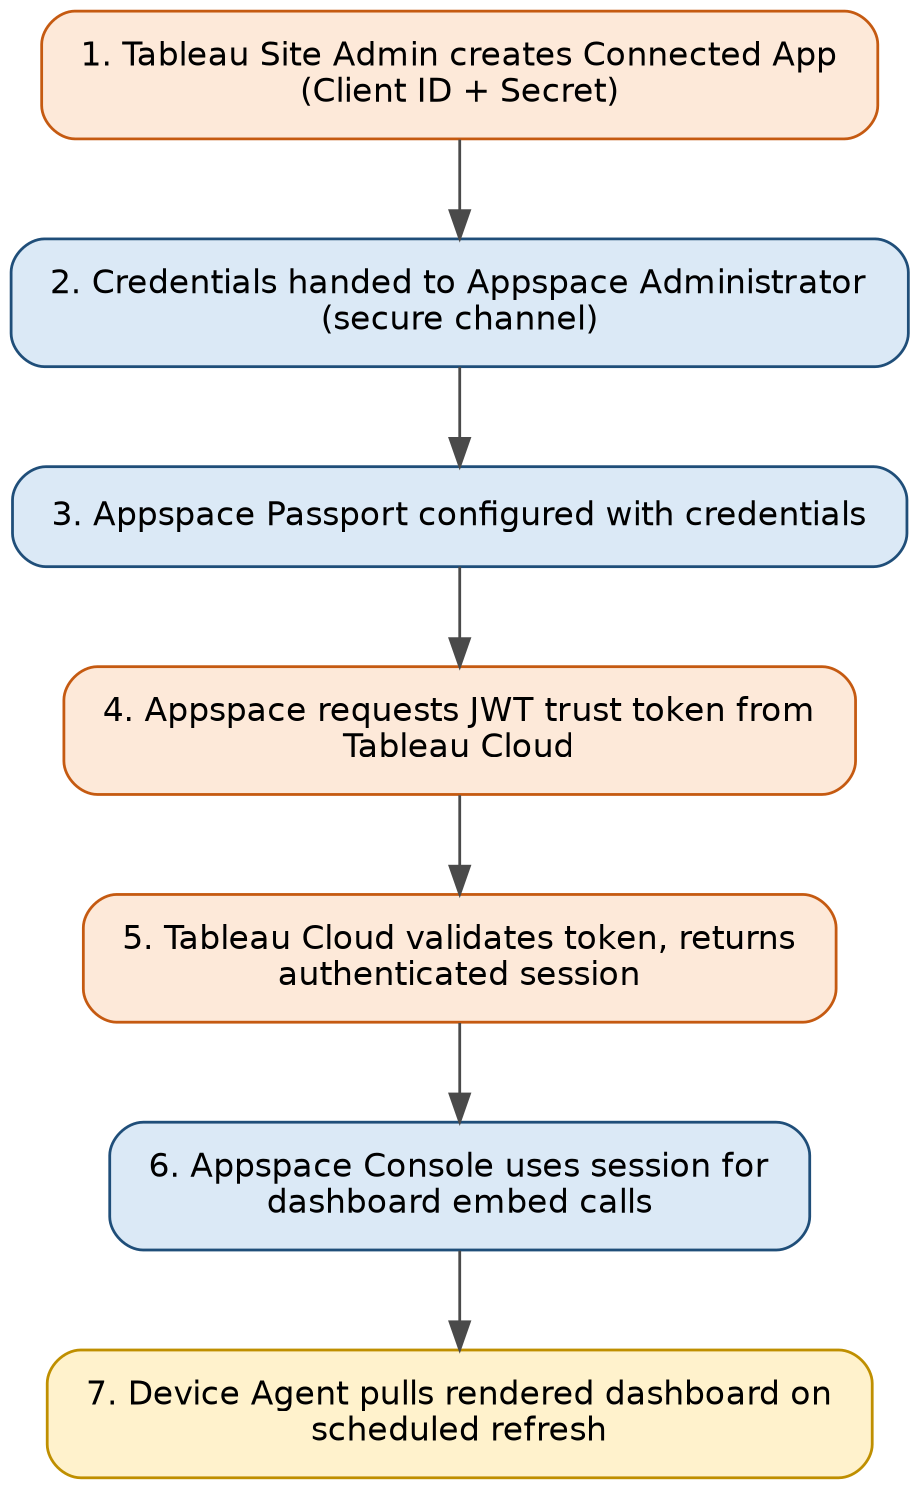 1. Tableau Site Admin creates Connected App
(Client ID + Secret)
2. Credentials handed to Appspace Administrator
(secure channel)
3. Appspace Passport configured with credentials
4. Appspace requests JWT trust token from
Tableau Cloud
5. Tableau Cloud validates token, returns
authenticated session
6. Appspace Console uses session for
dashboard embed calls
7. Device Agent pulls rendered dashboard on
scheduled refresh